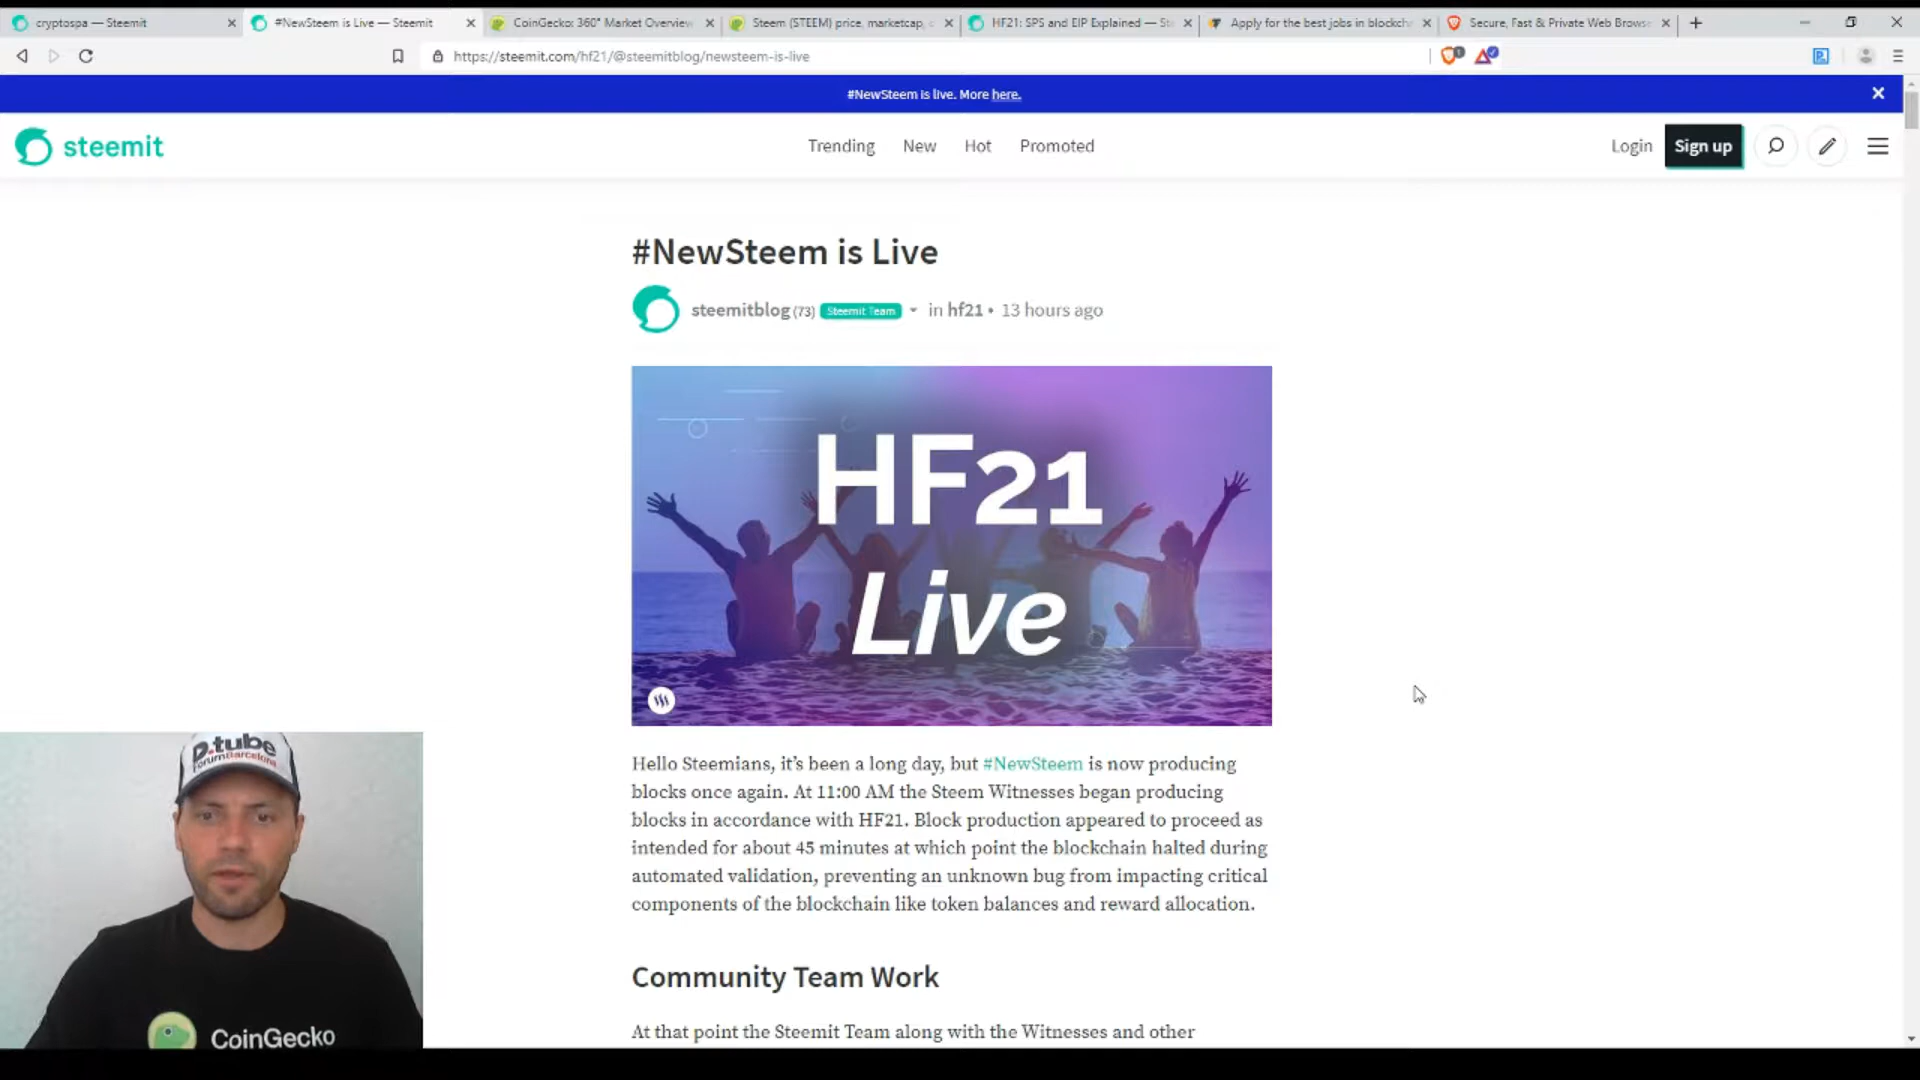 cryptospa — Steemit
#NewSteem is Live — Steemit
CoinGecko: 360° Market Overview
Steem (STEEM) price, marketcap, c
HF21: SPS and EIP Explained — St
Apply for the best jobs in blockch
Secure, Fast & Private Web Brows
https://steemit.com/hf21/@steemitblog/newsteem-is-live
#NewSteem is live. More here.
steemit
Trending
New
Hot
Promoted
Login
Sign up
#NewSteem is Live
steemitblog (73) Steemit Team in hf21 • 13 hours ago
HF21
Live
Hello Steemians, it’s been a long day, but #NewSteem is now producing
blocks once again. At 11:00 AM the Steem Witnesses began producing
blocks in accordance with HF21. Block production appeared to proceed as
intended for about 45 minutes at which point the blockchain halted during
automated validation, preventing an unknown bug from impacting critical
components of the blockchain like token balances and reward allocation.
Community Team Work
At that point the Steemit Team along with the Witnesses and other
D.tube
ForumBarcelona
CoinGecko